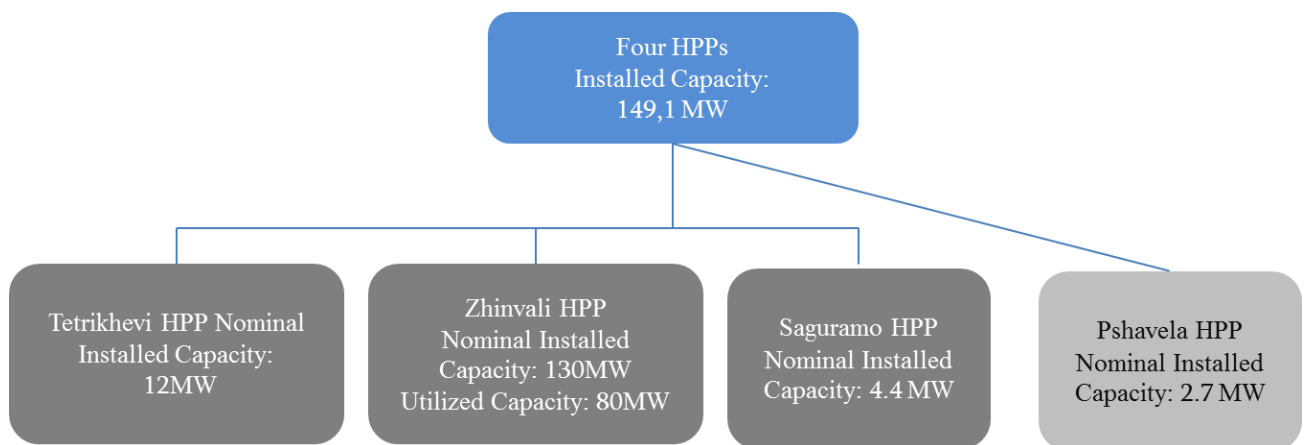 Four HPPs
Installed Capacity:
149,1 MW
Tetrikhevi HPP Nominal
Installed Capacity:
12MW
Zhinvali HPP
Nominal Installed
Capacity: 130MW
Utilized Capacity: 80MW
Saguramo HPP
Nominal Installed
Capacity: 4.4 MW
Pshavela HPP
Nominal Installed
Capacity: 2.7 MW